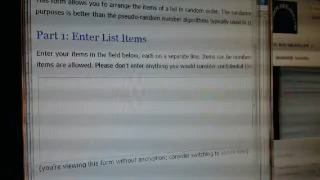 This form allows you to arrange the items of a list in random order. The randomness
purposes is better than the pseudo-random number algorithms typically used in
Part 1: Enter List Items
Enter your items in the field below, each on a separate line. Items can be numbers
items are allowed. Please don't enter anything you would consider confidential
(you're viewing this form without encryption; consider switching to